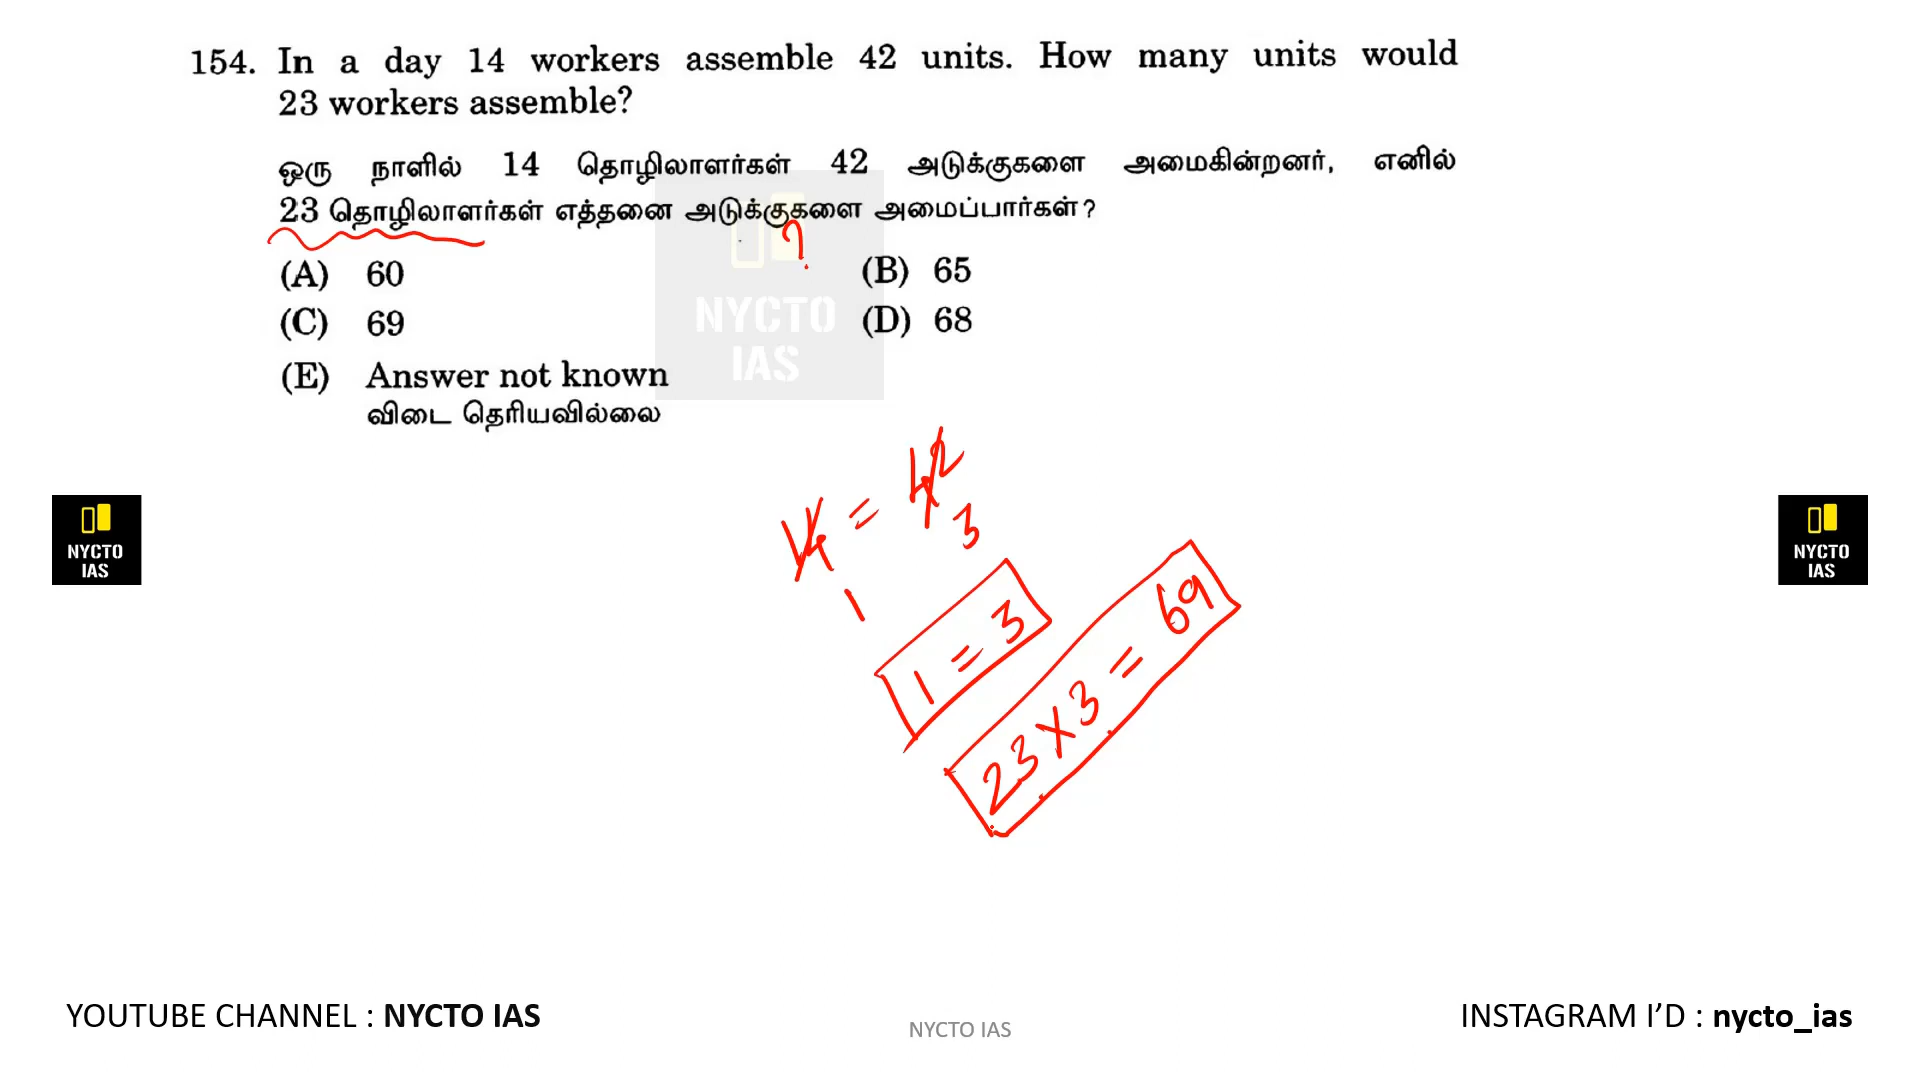 154. In a day 14 workers assemble 42 units. How many units would
23 workers assemble?
ஒரு நாளில் 14 தொழிலாளர்கள் 42 அடுக்குகளை அமைகின்றனர், எனில்
23 தொழிலாளர்கள் எத்தனை அடுக்குகளை அமைப்பார்கள்?
?
(A) 60 (B) 65
(C) 69 (D) 68
(E) Answer not known
விடை தெரியவில்லை
NYCTO
IAS
14 = 42
1 3
1 = 3
23 × 3 = 69
NYCTO
IAS
NYCTO
IAS
YOUTUBE CHANNEL : NYCTO IAS
NYCTO IAS
INSTAGRAM I’D : nycto_ias